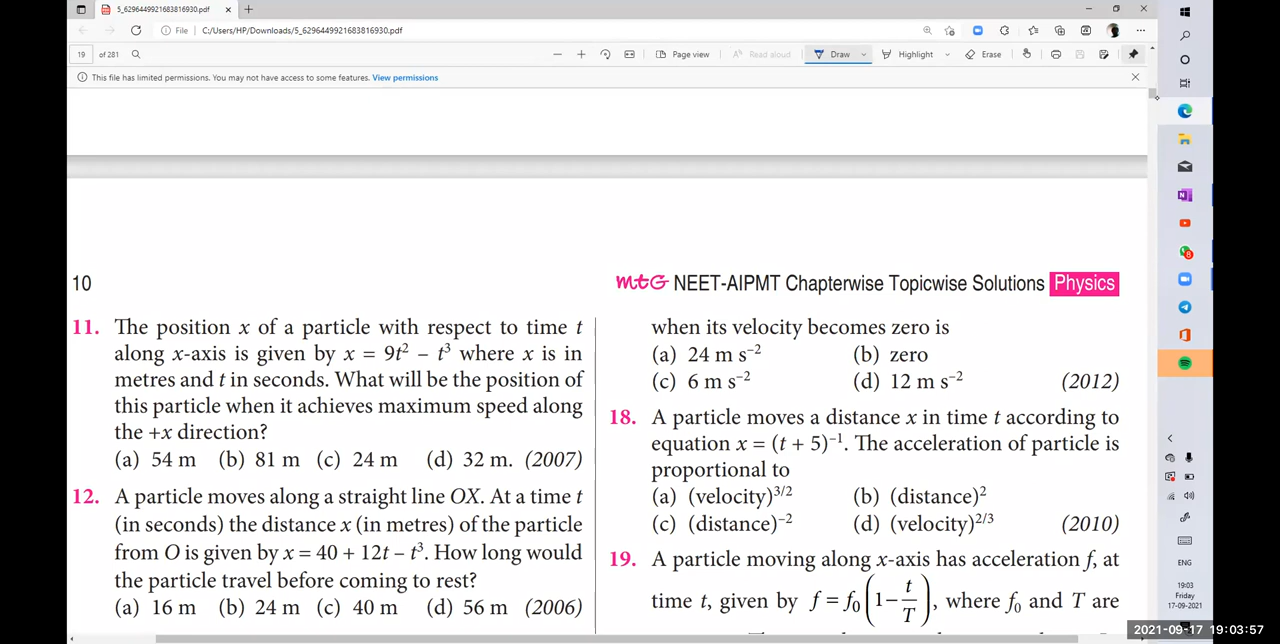 5_6296449921368816930.pdf
File
C:/Users/HP/Downloads/5_6296449921368816930.pdf
19 of 281
Page view
Read aloud
Draw
Highlight
Erase
This file has limited permissions. You may not have access to some features. View permissions
10
mtG NEET-AIPMT Chapterwise Topicwise Solutions Physics
11. The position x of a particle with respect to time t
along x-axis is given by x = 9t² – t³ where x is in
metres and t in seconds. What will be the position of
this particle when it achieves maximum speed along
the +x direction?
(a) 54 m (b) 81 m (c) 24 m (d) 32 m. (2007)
12. A particle moves along a straight line OX. At a time t
(in seconds) the distance x (in metres) of the particle
from O is given by x = 40 + 12t – t³. How long would
the particle travel before coming to rest?
(a) 16 m (b) 24 m (c) 40 m (d) 56 m (2006)
when its velocity becomes zero is
(a) 24 m s⁻² (b) zero
(c) 6 m s⁻² (d) 12 m s⁻² (2012)
18. A particle moves a distance x in time t according to
equation x = (t + 5)⁻¹. The acceleration of particle is
proportional to
(a) (velocity)³/² (b) (distance)²
(c) (distance)⁻² (d) (velocity)²/³ (2010)
19. A particle moving along x-axis has acceleration f, at
time t, given by f = f₀(1 – t/T), where f₀ and T are
ENG
19:03
Friday
17-09-2021
2021-09-17 19:03:57